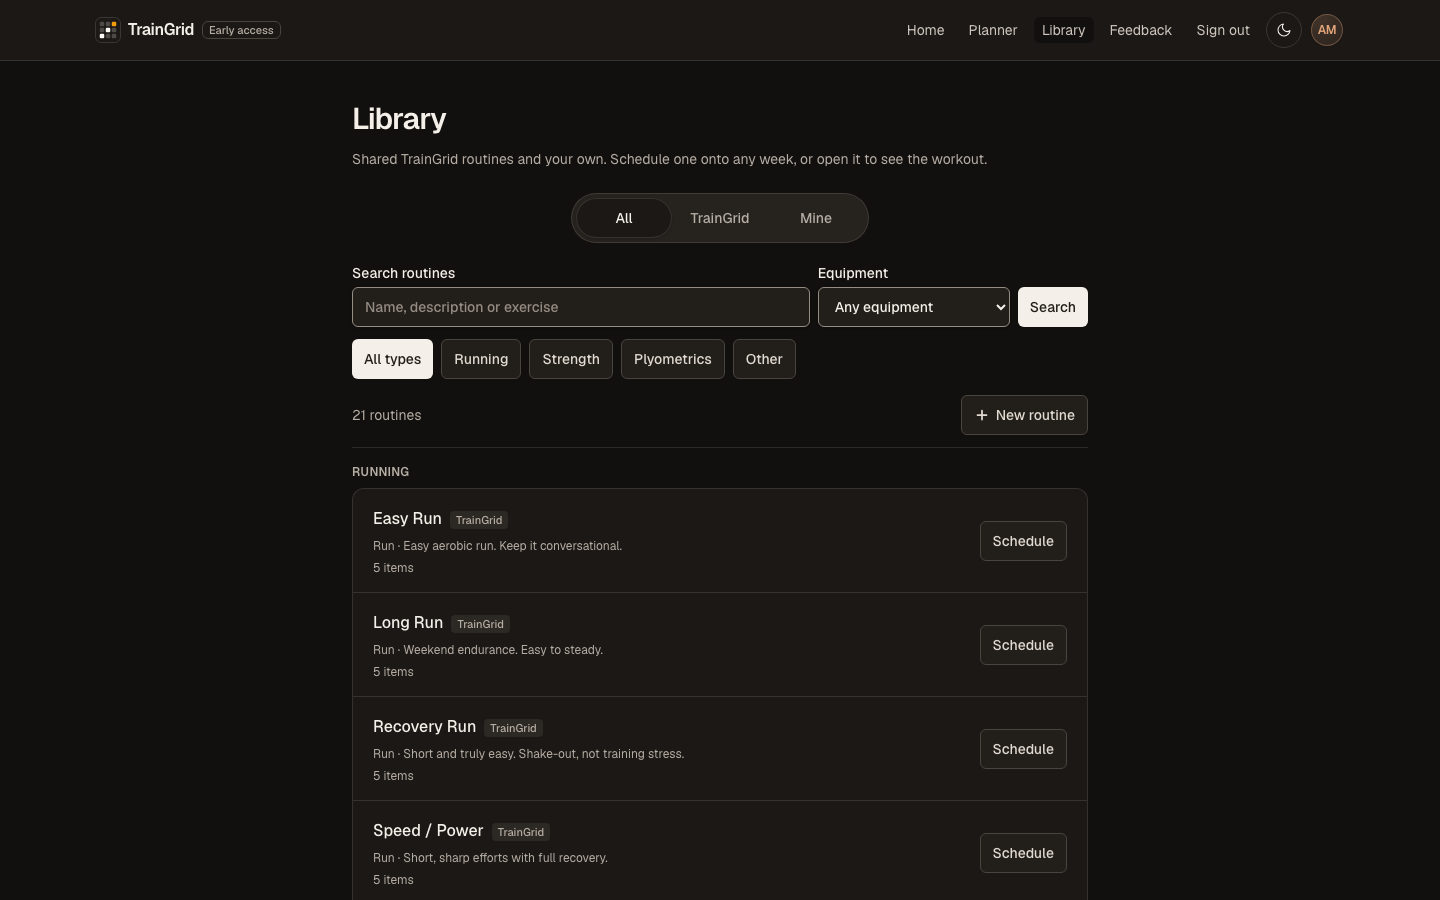 TrainGrid Early access Home Planner Library Feedback Sign out AM
Library
Shared TrainGrid routines and your own. Schedule one onto any week, or open it to see the workout.
All TrainGrid Mine
Search routines Equipment
Name, description or exercise Any equipment Search
All types Running Strength Plyometrics Other
21 routines + New routine
RUNNING
Easy Run TrainGrid
Run · Easy aerobic run. Keep it conversational.
5 items
Schedule
Long Run TrainGrid
Run · Weekend endurance. Easy to steady.
5 items
Schedule
Recovery Run TrainGrid
Run · Short and truly easy. Shake-out, not training stress.
5 items
Schedule
Speed / Power TrainGrid
Run · Short, sharp efforts with full recovery.
5 items
Schedule